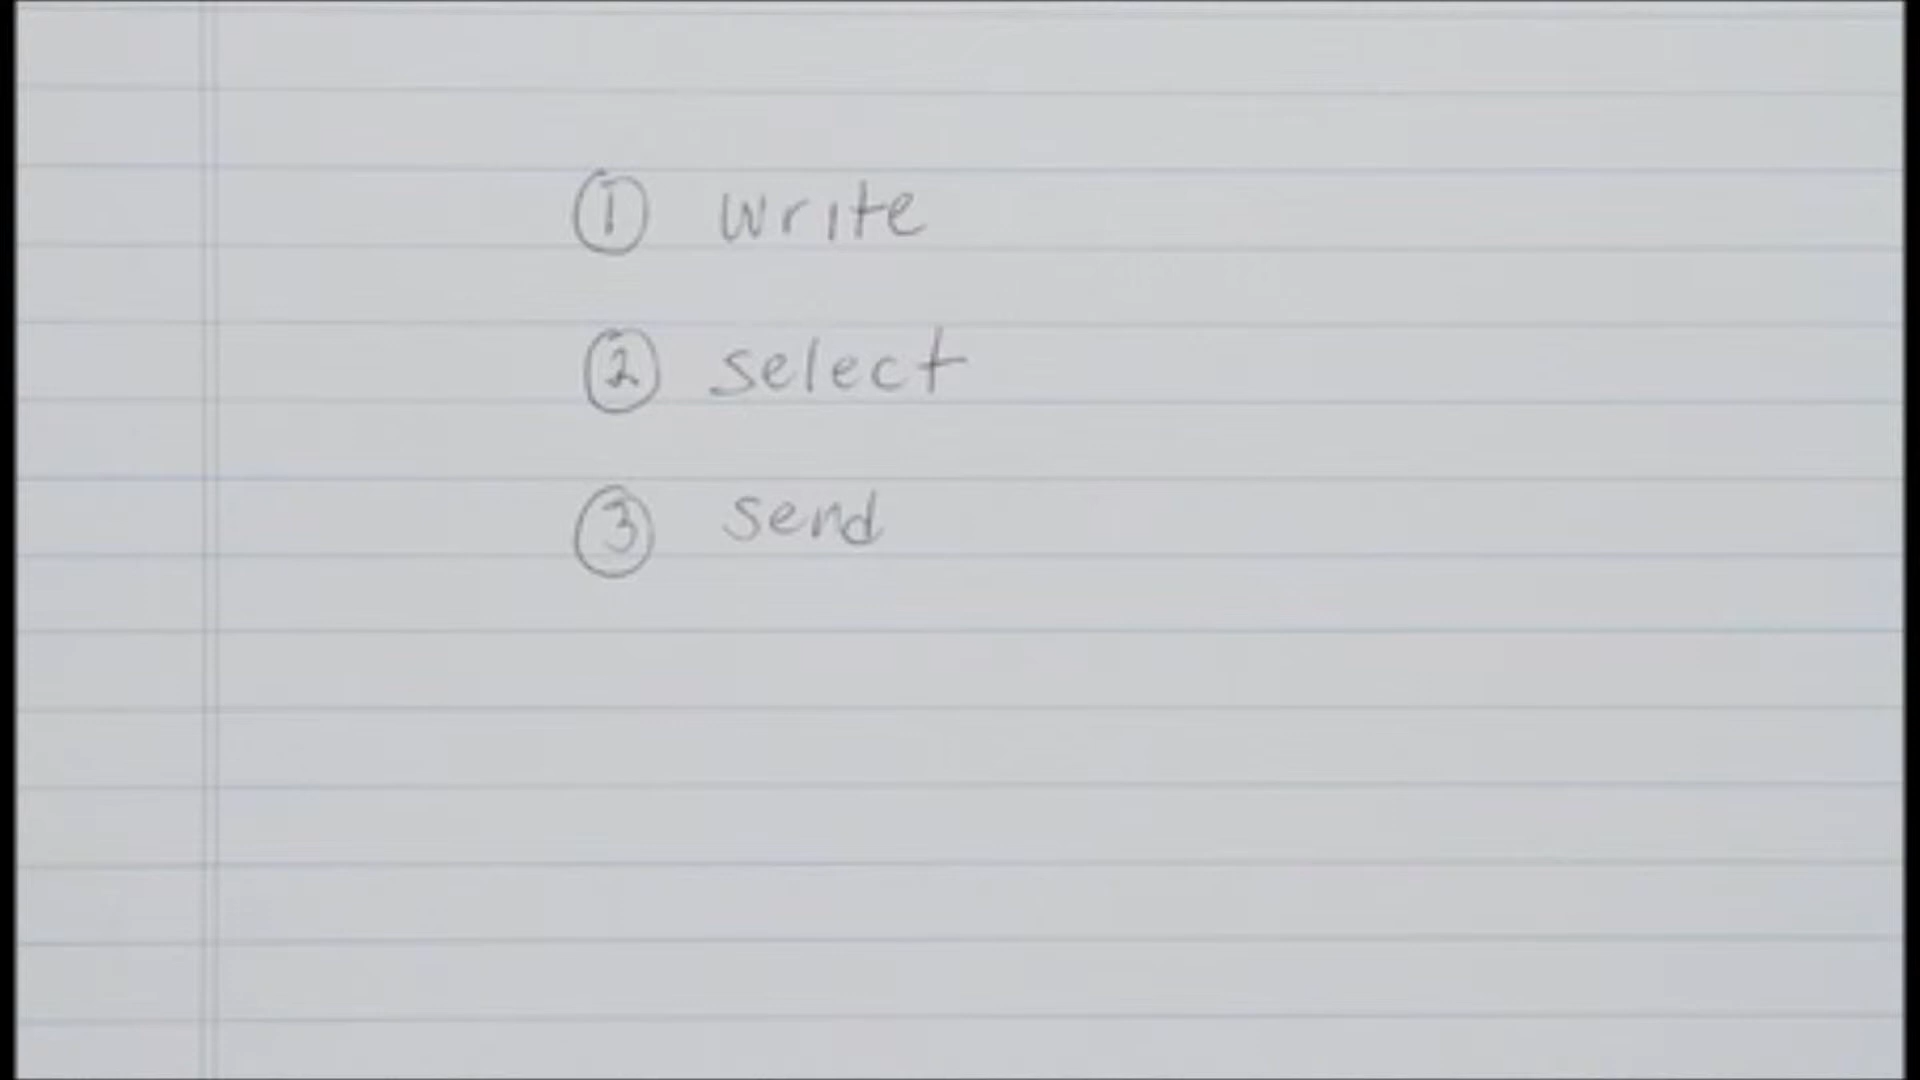 ① write
② select
③ send